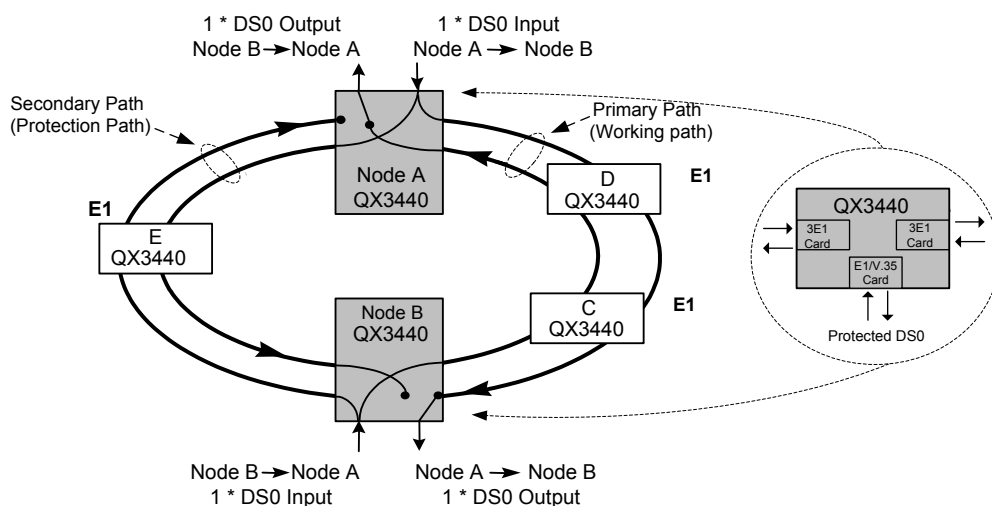 1 * DS0 Output
Node B → Node A
1 * DS0 Input
Node A → Node B
Secondary Path
(Protection Path)
Primary Path
(Working path)
Node A
QX3440
D
QX3440
E1
E1
E
QX3440
Node B
QX3440
C
QX3440
E1
QX3440
3E1
Card
3E1
Card
E1/V.35
Card
Protected DS0
Node B → Node A
1 * DS0 Input
Node A → Node B
1 * DS0 Output